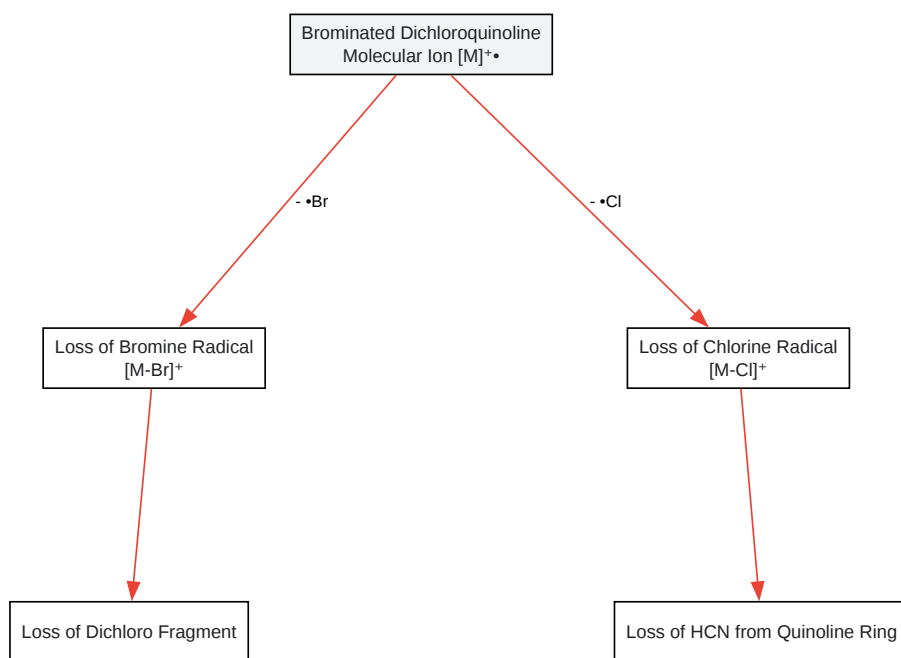 Brominated Dichloroquinoline
Molecular Ion [M]⁺•
- •Br
- •Cl
Loss of Bromine Radical
[M-Br]⁺
Loss of Chlorine Radical
[M-Cl]⁺
Loss of Dichloro Fragment
Loss of HCN from Quinoline Ring